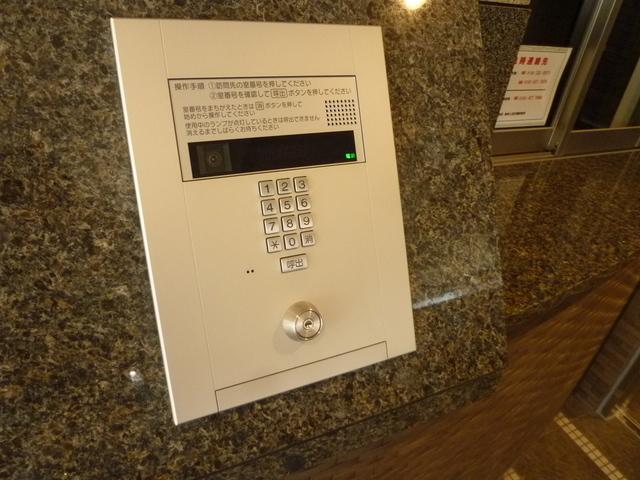 操作手順 ①訪問先の室番号を押してください
②室番号を確認して 呼出 ボタンを押してください
室番号をまちがえたときは 消 ボタンを押して
始めから操作してください
使用中のランプが点灯しているときは呼出できません
消えるまでしばらくお待ちください
1 2 3
4 5 6
7 8 9
* 0 消
呼出
連絡先